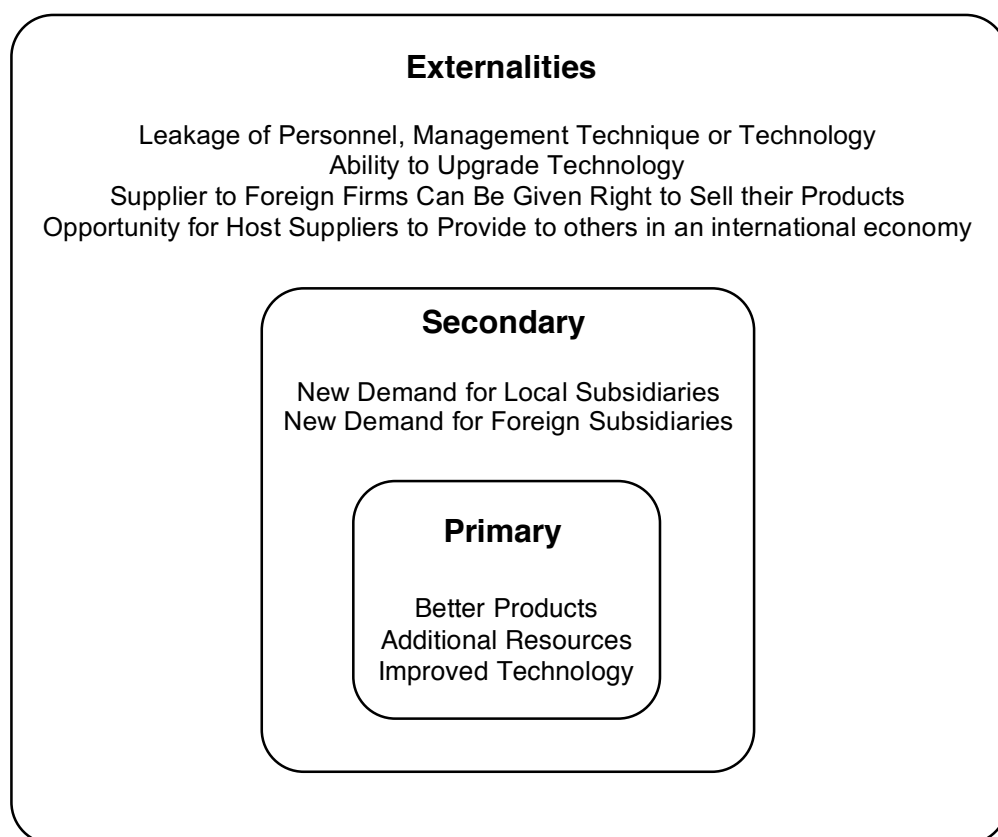 Externalities
Leakage of Personnel, Management Technique or Technology
Ability to Upgrade Technology
Supplier to Foreign Firms Can Be Given Right to Sell their Products
Opportunity for Host Suppliers to Provide to others in an international economy
Secondary
New Demand for Local Subsidiaries
New Demand for Foreign Subsidiaries
Primary
Better Products
Additional Resources
Improved Technology